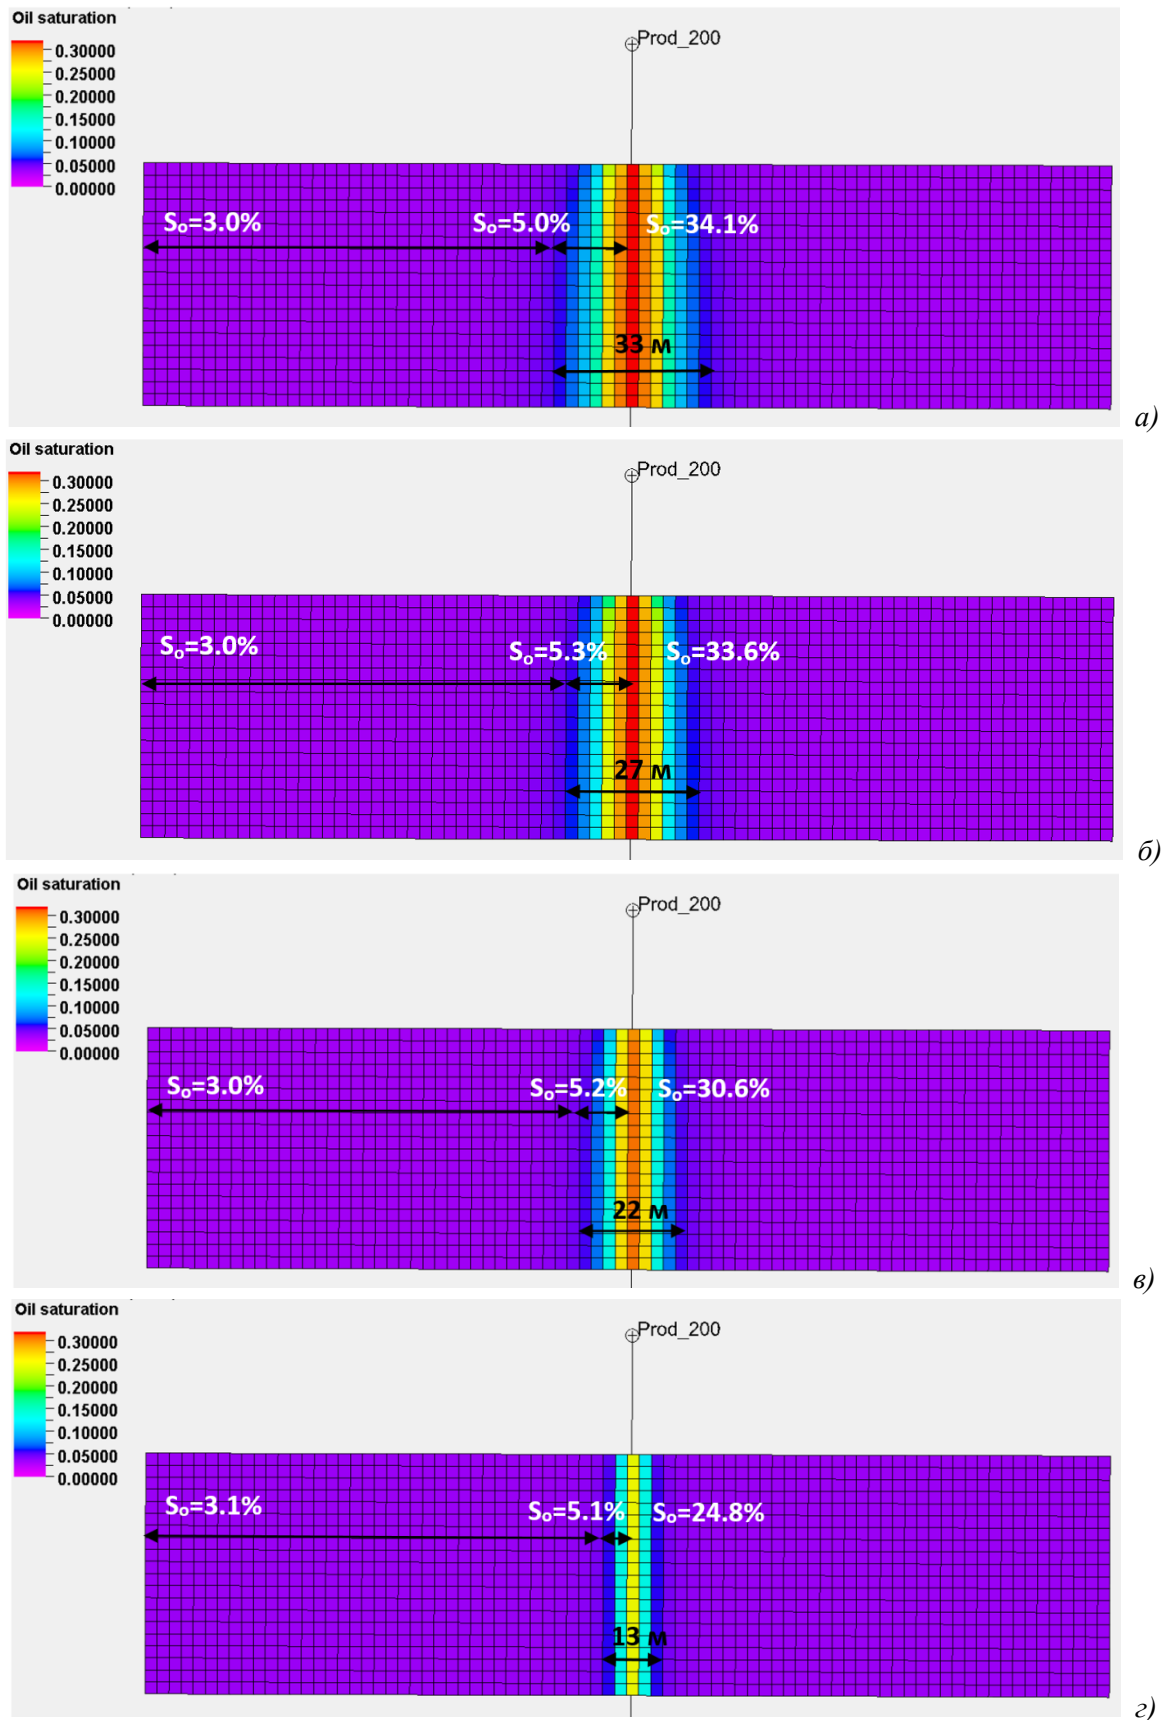 Oil saturation
Prod_200
0.30000
0.25000
0.20000
0.15000
0.10000
0.05000
0.00000
Sₒ=3.0% Sₒ=5.0% Sₒ=34.1%
33 м
а)
Oil saturation
Prod_200
0.30000
0.25000
0.20000
0.15000
0.10000
0.05000
0.00000
Sₒ=3.0% Sₒ=5.3% Sₒ=33.6%
27 м
б)
Oil saturation
Prod_200
0.30000
0.25000
0.20000
0.15000
0.10000
0.05000
0.00000
Sₒ=3.0% Sₒ=5.2% Sₒ=30.6%
22 м
в)
Oil saturation
Prod_200
0.30000
0.25000
0.20000
0.15000
0.10000
0.05000
0.00000
Sₒ=3.1% Sₒ=5.1% Sₒ=24.8%
13 м
г)